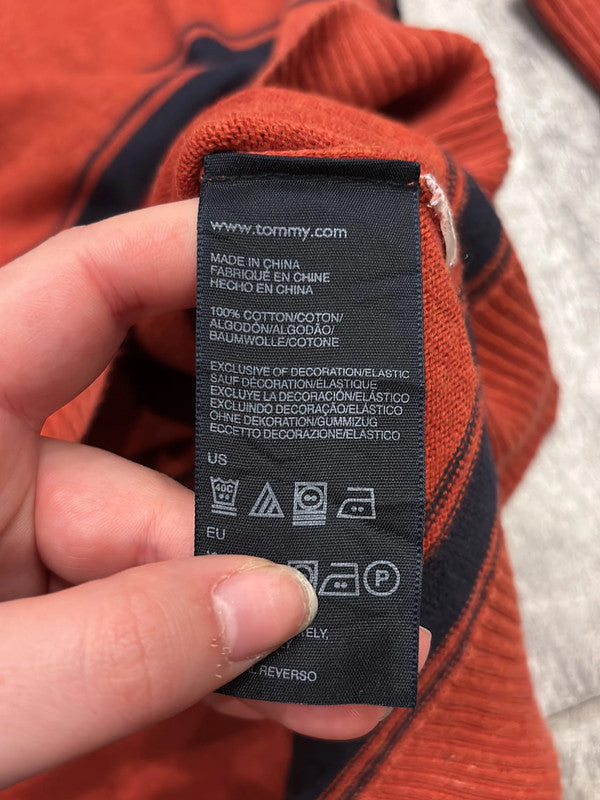 www.tommy.com
MADE IN CHINA
FABRIQUÉ EN CHINE
HECHO EN CHINA
100% COTTON/COTON/
ALGODÓN/ALGODÃO/
BAUMWOLLE/COTONE
EXCLUSIVE OF DECORATION/ELASTIC
SAUF DÉCORATION/ÉLASTIQUE
EXCLUYE LA DECORACIÓN/ELÁSTICO
EXCLUINDO DECORAÇÃO/ELÁSTICO
OHNE DEKORATION/GUMMIZUG
ECCETTO DECORAZIONE/ELASTICO
US
40C
EU
P
REVERSO